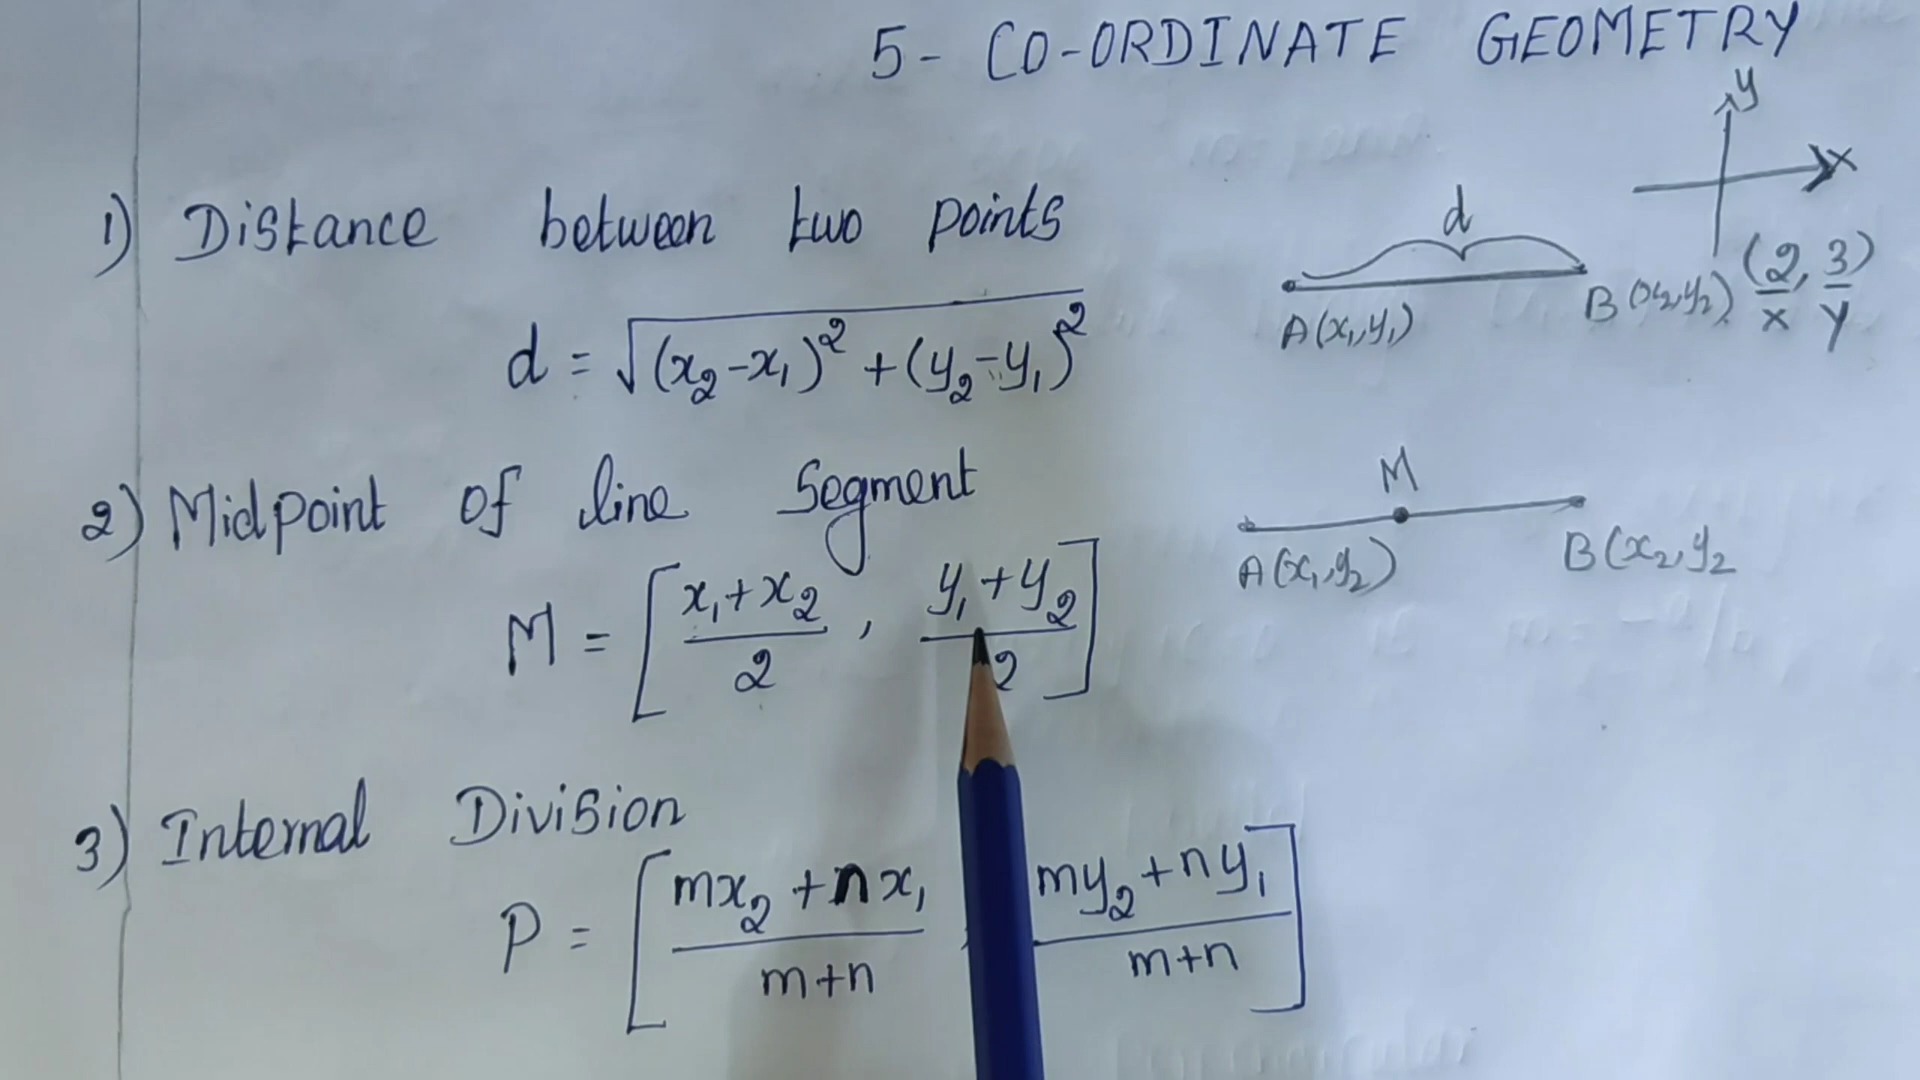 5- CO-ORDINATE GEOMETRY
y
x
1) Distance between two points
d
A(x₁,y₁)
B(x₂,y₂)
(2, 3)
x y
d = √(x₂-x₁)² + (y₂-y₁)²
2) Midpoint of line Segment
M
A(x₁,y₂)
B(x₂,y₂
M = [x₁+x₂/2 , y₁+y₂/2]
3) Internal Division
P = [mx₂+nx₁/m+n , my₂+ny₁/m+n]